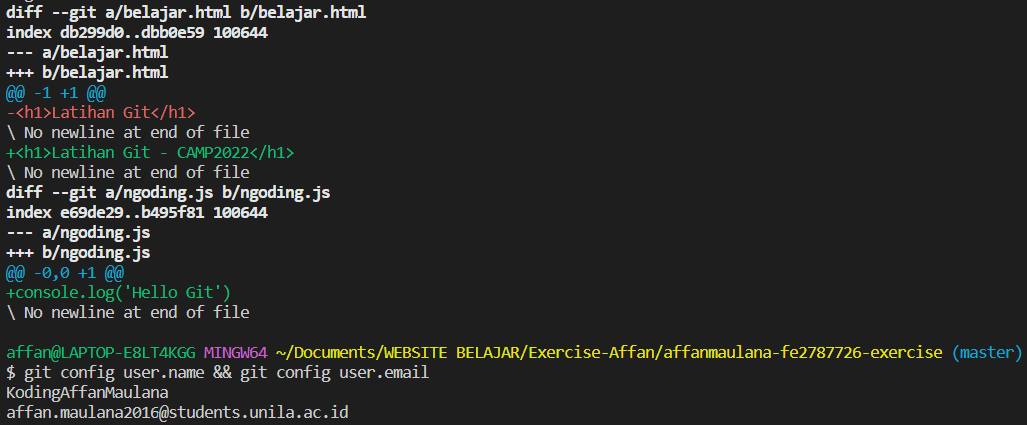 diff --git a/belajar.html b/belajar.html
index db299d0..dbb0e59 100644
--- a/belajar.html
+++ b/belajar.html
@@ -1 +1 @@
-<h1>Latihan Git</h1>
\ No newline at end of file
+<h1>Latihan Git - CAMP2022</h1>
\ No newline at end of file
diff --git a/ngoding.js b/ngoding.js
index e69de29..b495f81 100644
--- a/ngoding.js
+++ b/ngoding.js
@@ -0,0 +1 @@
+console.log('Hello Git')
\ No newline at end of file
affan@LAPTOP-E8LT4KGG MINGW64 ~/Documents/WEBSITE BELAJAR/Exercise-Affan/affanmaulana-fe2787726-exercise (master)
$ git config user.name && git config user.email
KodingAffanMaulana
affan.maulana2016@students.unila.ac.id